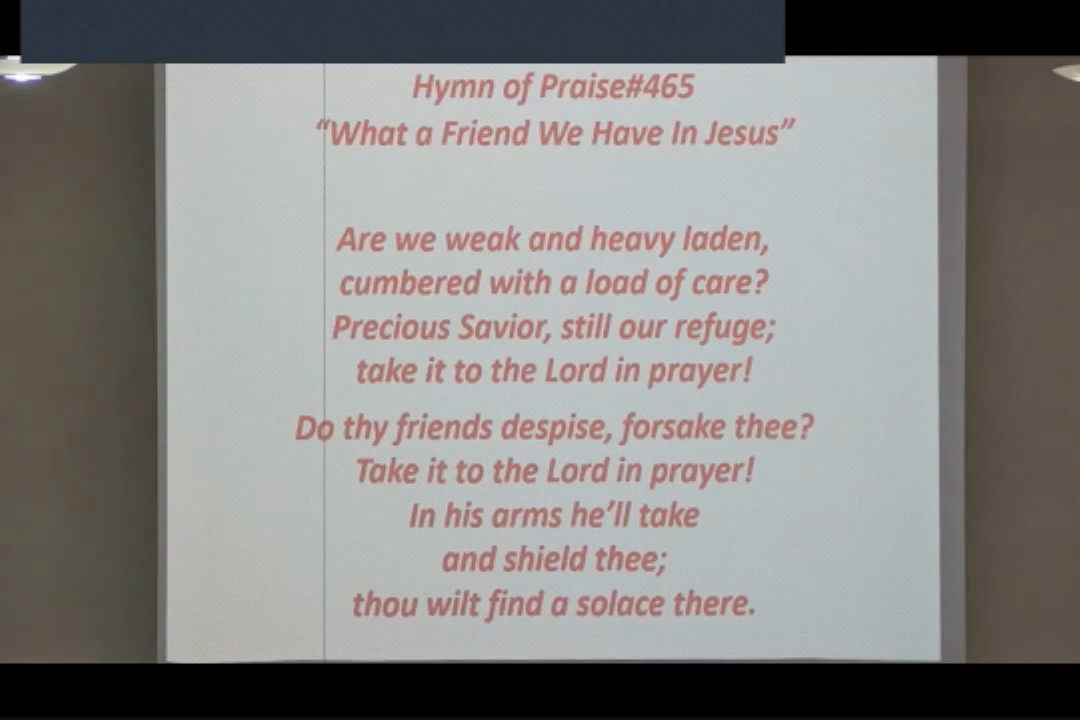 Hymn of Praise#465
“What a Friend We Have In Jesus”
Are we weak and heavy laden,
cumbered with a load of care?
Precious Savior, still our refuge;
take it to the Lord in prayer!
Do thy friends despise, forsake thee?
Take it to the Lord in prayer!
In his arms he’ll take
and shield thee;
thou wilt find a solace there.